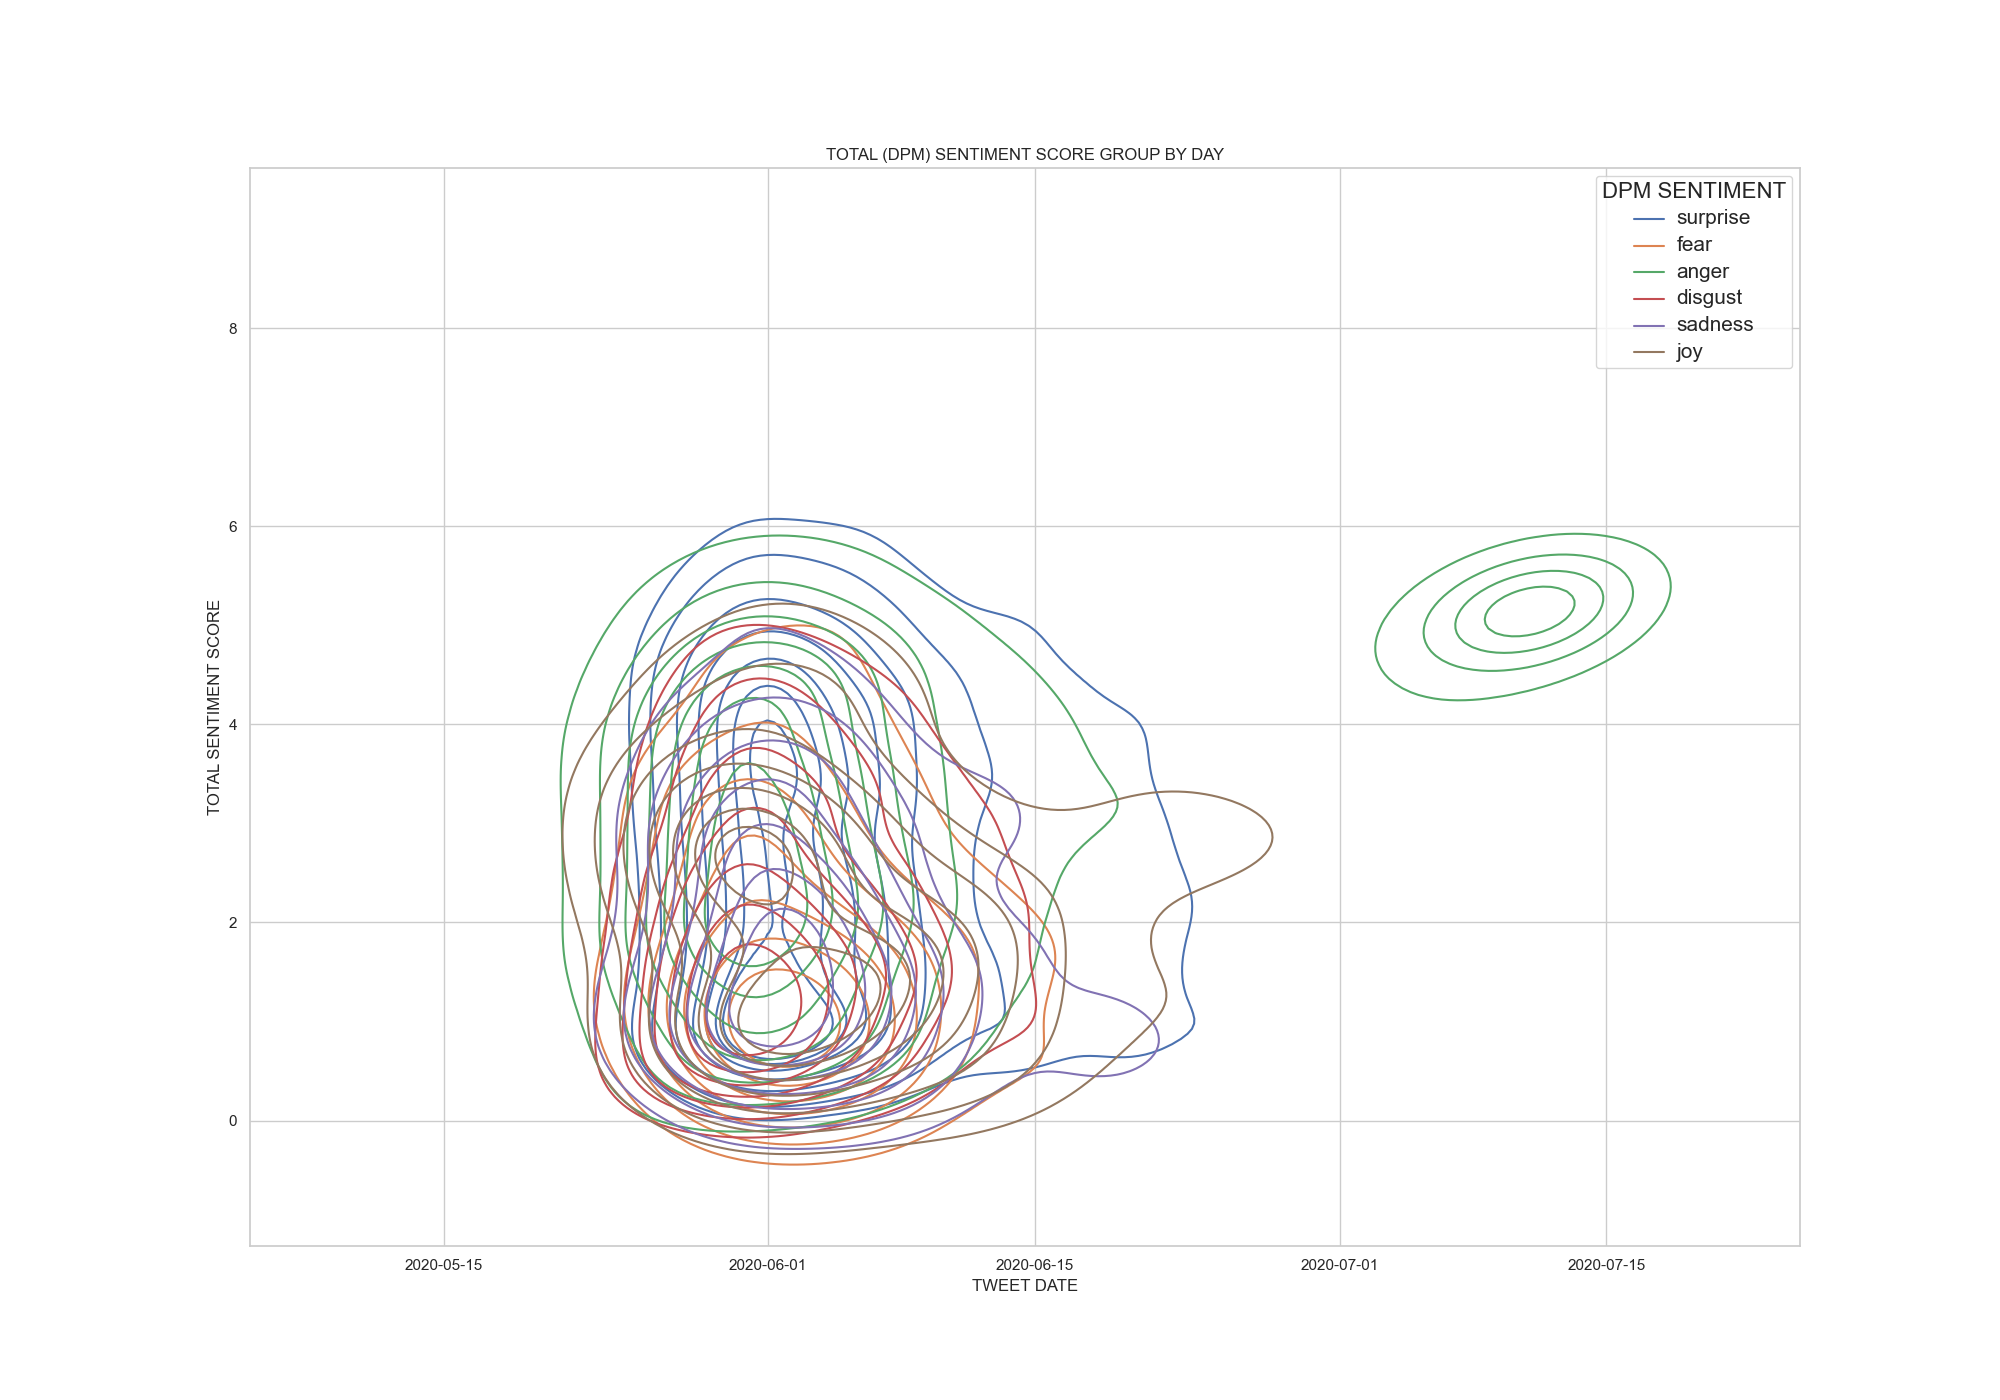 TOTAL (DPM) SENTIMENT SCORE GROUP BY DAY
DPM SENTIMENT
surprise
fear
anger
disgust
sadness
joy
TOTAL SENTIMENT SCORE
8
6
4
2
0
2020-05-15 2020-06-01 2020-06-15 2020-07-01 2020-07-15
TWEET DATE